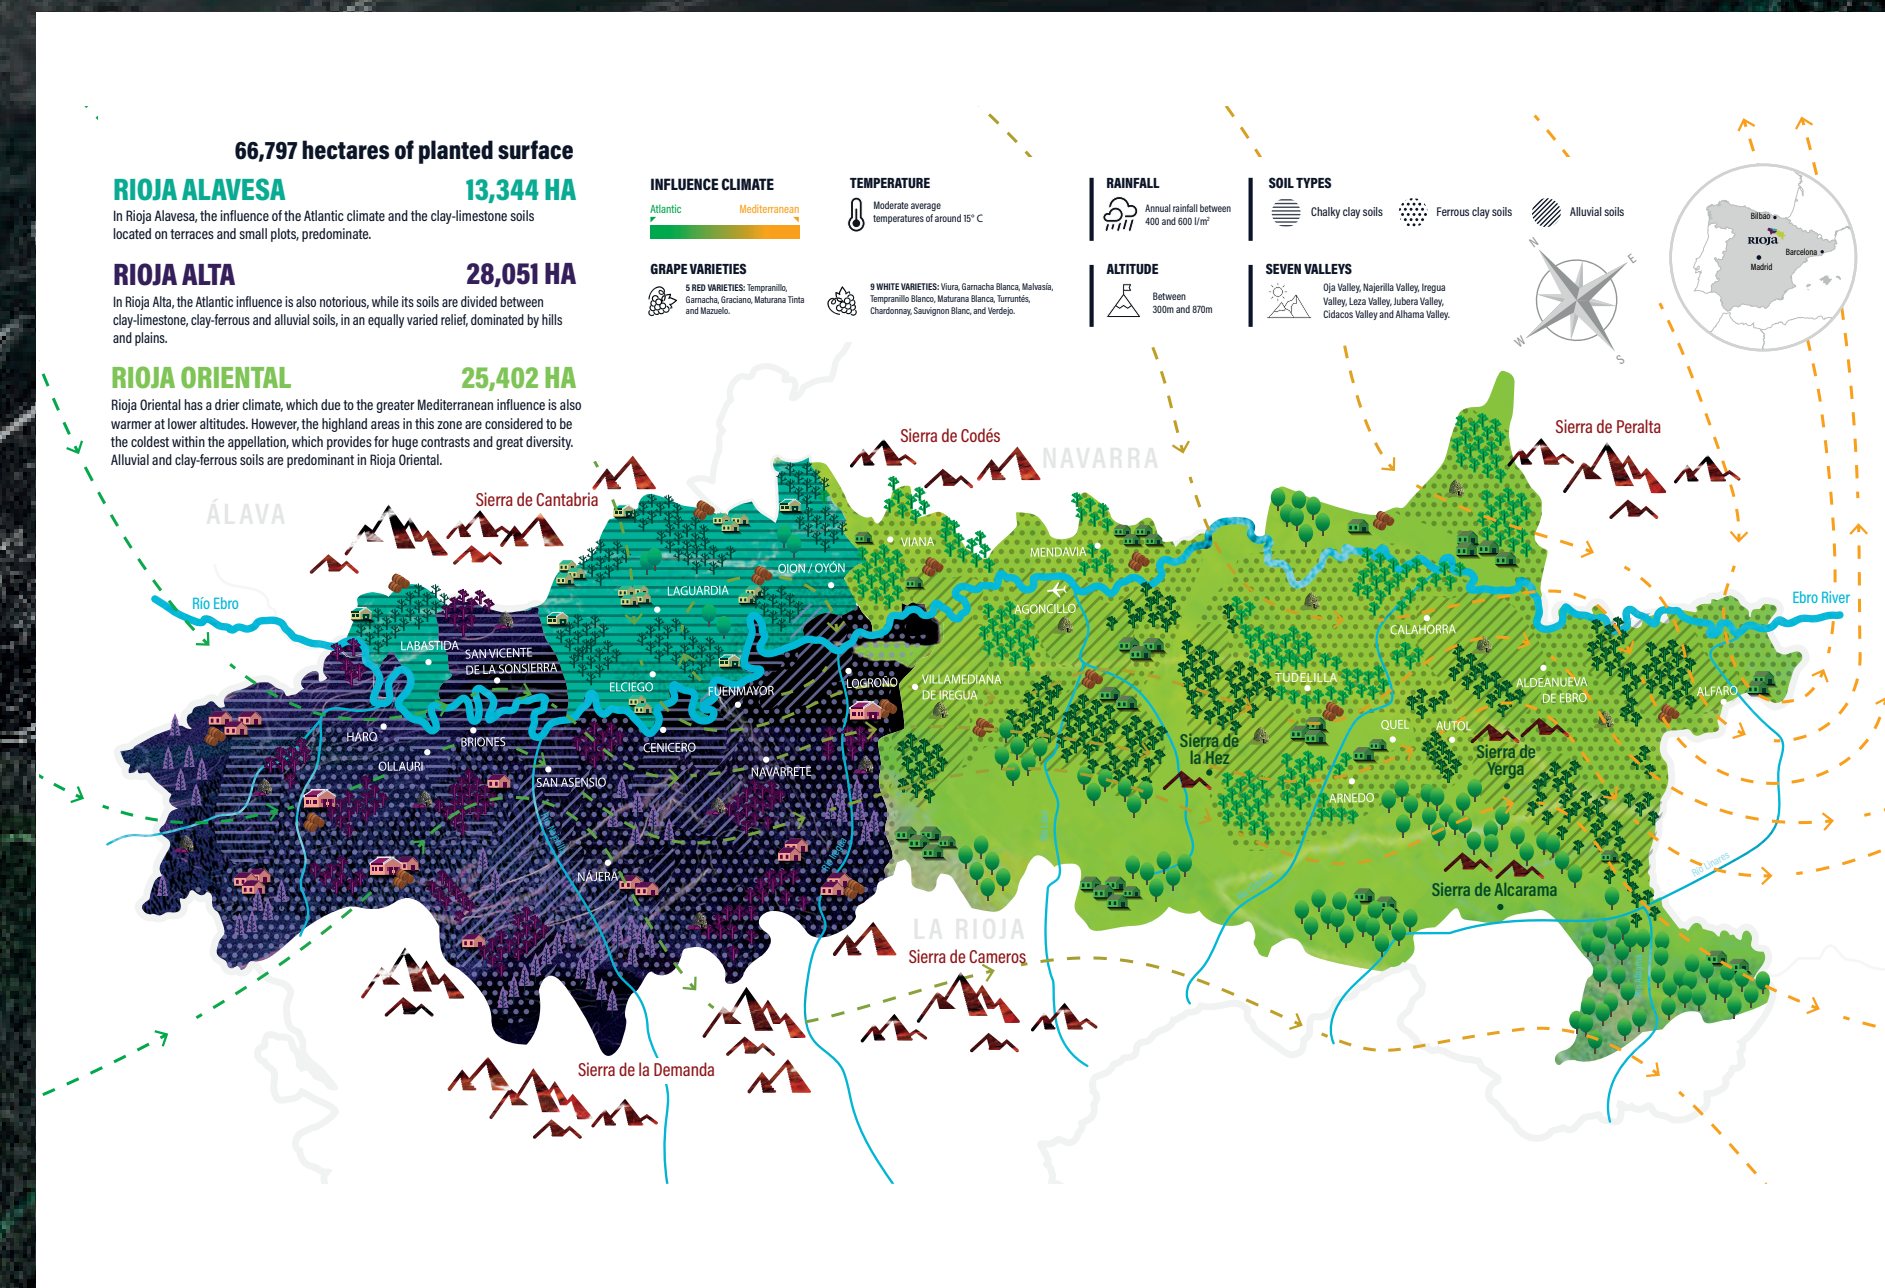 66,797 hectares of planted surface
RIOJA ALAVESA 13,344 HA
In Rioja Alavesa, the influence of the Atlantic climate and the clay-limestone soils
located on terraces and small plots, predominate.
RIOJA ALTA 28,051 HA
In Rioja Alta, the Atlantic influence is also notorious, while its soils are divided between
clay-limestone, clay-ferrous and alluvial soils, in an equally varied relief, dominated by hills
and plains.
RIOJA ORIENTAL 25,402 HA
Rioja Oriental has a drier climate, which due to the greater Mediterranean influence is also
warmer at lower altitudes. However, the highland areas in this zone are considered to be
the coldest within the appellation, which provides for huge contrasts and great diversity.
Alluvial and clay-ferrous soils are predominant in Rioja Oriental.
INFLUENCE CLIMATE
Atlantic Mediterranean
TEMPERATURE
Moderate average
temperatures of around 15° C
RAINFALL
Annual rainfall between
400 and 600 l/m²
SOIL TYPES
Chalky clay soils
Ferrous clay soils
Alluvial soils
GRAPE VARIETIES
5 RED VARIETIES: Tempranillo,
Garnacha, Graciano, Maturana Tinta
and Mazuelo.
9 WHITE VARIETIES: Viura, Garnacha Blanca, Malvasía,
Tempranillo Blanco, Maturana Blanca, Turruntés,
Chardonnay, Sauvignon Blanc, and Verdejo.
ALTITUDE
Between
300m and 870m
SEVEN VALLEYS
Oja Valley, Najerilla Valley, Iregua
Valley, Leza Valley, Jubera Valley,
Cidacos Valley and Alhama Valley.
N
E
W
S
Bilbao
RIOJa
Barcelona
Madrid
Sierra de Codés
NAVARRA
Sierra de Peralta
Sierra de Cantabria
ÁLAVA
Río Ebro
Ebro River
VIANA
MENDAVIA
OION / OYÓN
LAGUARDIA
AGONCILLO
CALAHORRA
LABASTIDA
SAN VICENTE
DE LA SONSIERRA
ELCIEGO
FUENMAYOR
LOGROÑO
VILLAMEDIANA
DE IREGUA
TUDELILLA
ALDEANUEVA
DE EBRO
ALFARO
HARO
BRIONES
CENICERO
QUEL
AUTOL
OLLAURI
SAN ASENSIO
NAVARRETE
Sierra de
la Hez
Sierra de
Yerga
ARNEDO
NÁJERA
Río Linares
Sierra de Alcarama
LA RIOJA
Sierra de Cameros
Sierra de la Demanda